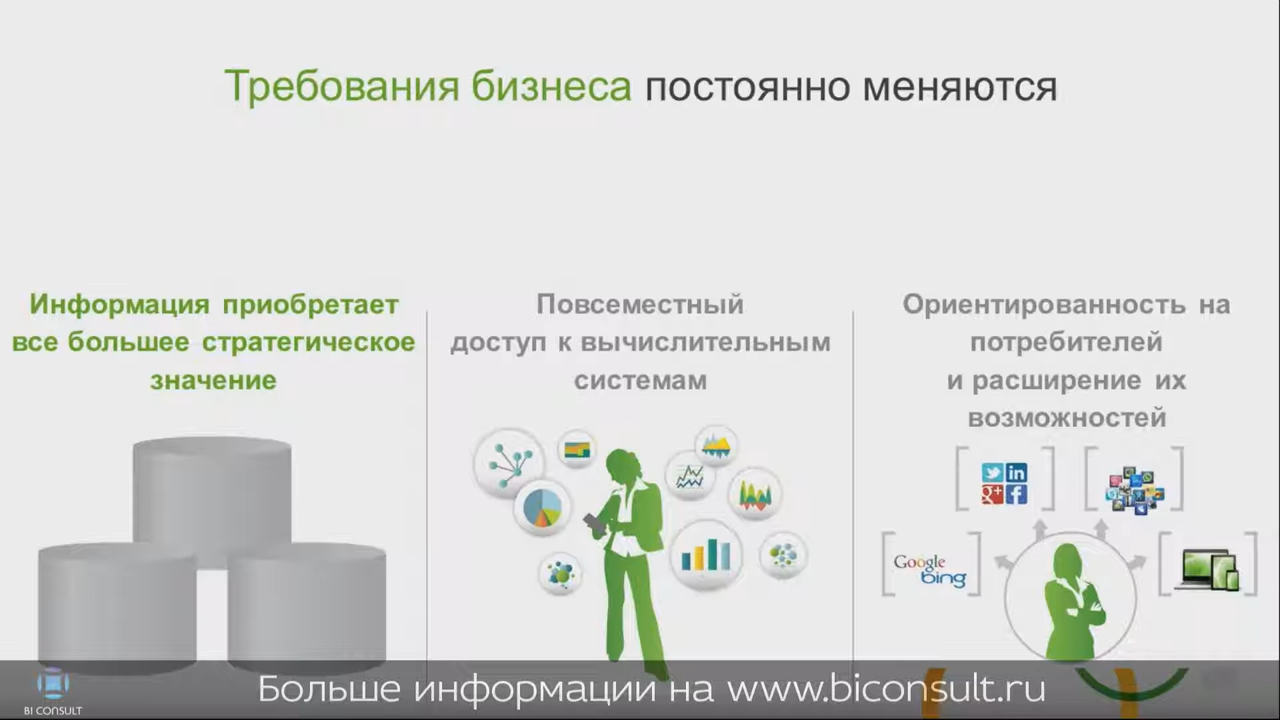 Требования бизнеса постоянно меняются
Информация приобретает
все большее стратегическое
значение
Повсеместный
доступ к вычислительным
системам
Ориентированность на
потребителей
и расширение их
возможностей
in
g+ f
Google
bing
BI CONSULT
Больше информации на www.biconsult.ru